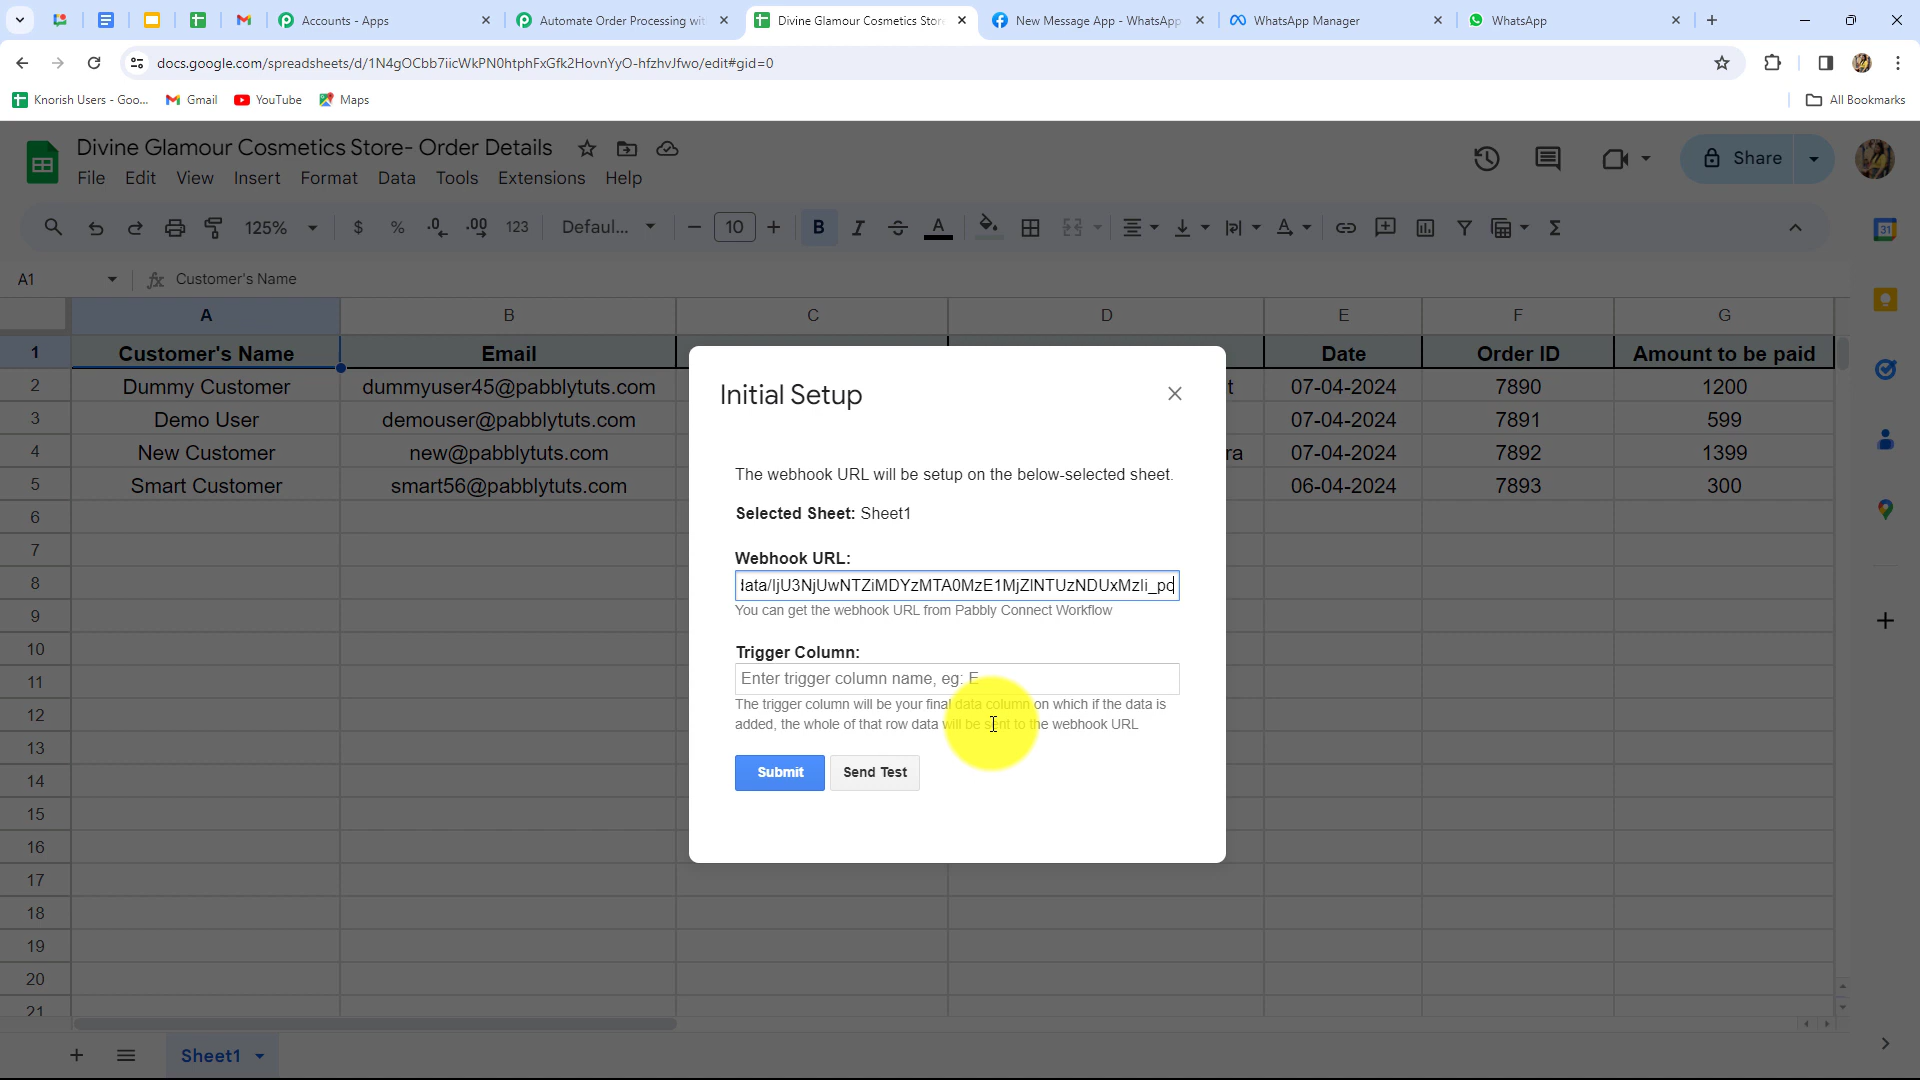 Accounts - Apps
Automate Order Processing wit
Divine Glamour Cosmetics Store
New Message App - WhatsApp
WhatsApp Manager
WhatsApp
docs.google.com/spreadsheets/d/1N4gOCbb7iicWkPN0htphFxGfk2HovnYyO-hfzhvJfwo/edit#gid=0
Knorish Users - Goo...
Gmail
YouTube
Maps
All Bookmarks
Divine Glamour Cosmetics Store- Order Details
File Edit View Insert Format Data Tools Extensions Help
Share
125% $ % .0 .00 123 Defaul... 10 B I A
A1 Customer's Name
A B C D E F G
1 Customer's Name Email Date Order ID Amount to be paid
2 Dummy Customer dummyuser45@pabblytuts.com t 07-04-2024 7890 1200
3 Demo User demouser@pabblytuts.com 07-04-2024 7891 599
4 New Customer new@pabblytuts.com ra 07-04-2024 7892 1399
5 Smart Customer smart56@pabblytuts.com 06-04-2024 7893 300
6
7
8
9
10
11
12
13
14
15
16
17
18
19
20
21
Initial Setup
The webhook URL will be setup on the below-selected sheet.
Selected Sheet: Sheet1
Webhook URL:
data/IjU3NjUwNTZiMDYzMTA0MzE1MjZlNTUzNDUxMzIi_pc
You can get the webhook URL from Pabbly Connect Workflow
Trigger Column:
Enter trigger column name, eg: E
The trigger column will be your final data column on which if the data is
added, the whole of that row data will be sent to the webhook URL
Submit
Send Test
Sheet1
31